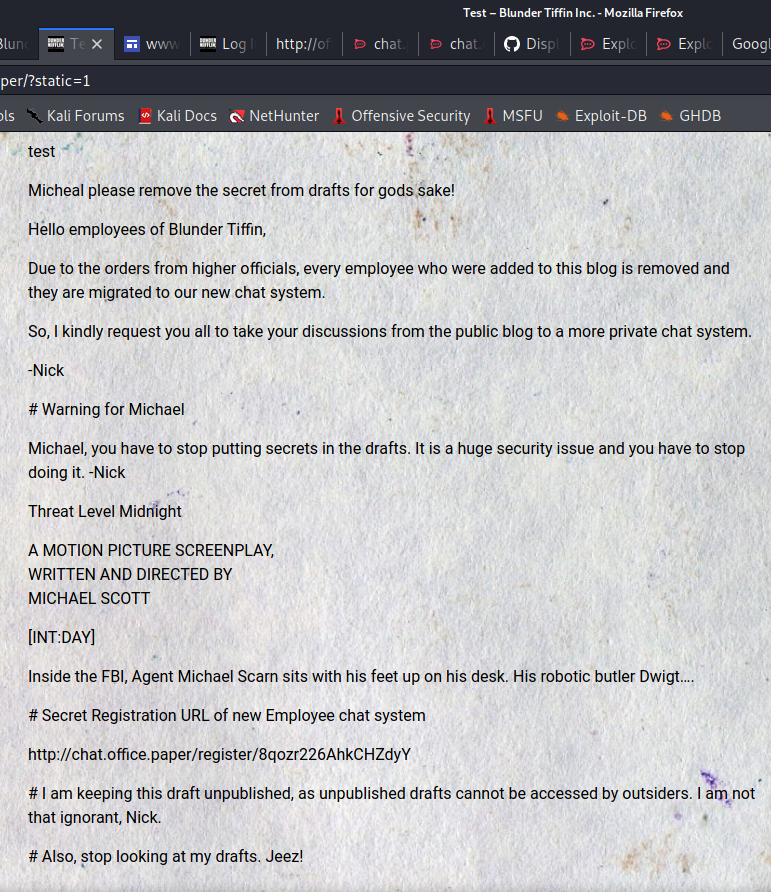 Test – Blunder Tiffin Inc. - Mozilla Firefox
Te www Log http://of chat. chat. Disp Explo Explo Googl
per/?static=1
ols Kali Forums Kali Docs NetHunter Offensive Security MSFU Exploit-DB GHDB
test
Micheal please remove the secret from drafts for gods sake!
Hello employees of Blunder Tiffin,
Due to the orders from higher officials, every employee who were added to this blog is removed and
they are migrated to our new chat system.
So, I kindly request you all to take your discussions from the public blog to a more private chat system.
-Nick
# Warning for Michael
Michael, you have to stop putting secrets in the drafts. It is a huge security issue and you have to stop
doing it. -Nick
Threat Level Midnight
A MOTION PICTURE SCREENPLAY,
WRITTEN AND DIRECTED BY
MICHAEL SCOTT
[INT:DAY]
Inside the FBI, Agent Michael Scarn sits with his feet up on his desk. His robotic butler Dwigt….
# Secret Registration URL of new Employee chat system
http://chat.office.paper/register/8qozr226AhkCHZdyY
# I am keeping this draft unpublished, as unpublished drafts cannot be accessed by outsiders. I am not
that ignorant, Nick.
# Also, stop looking at my drafts. Jeez!